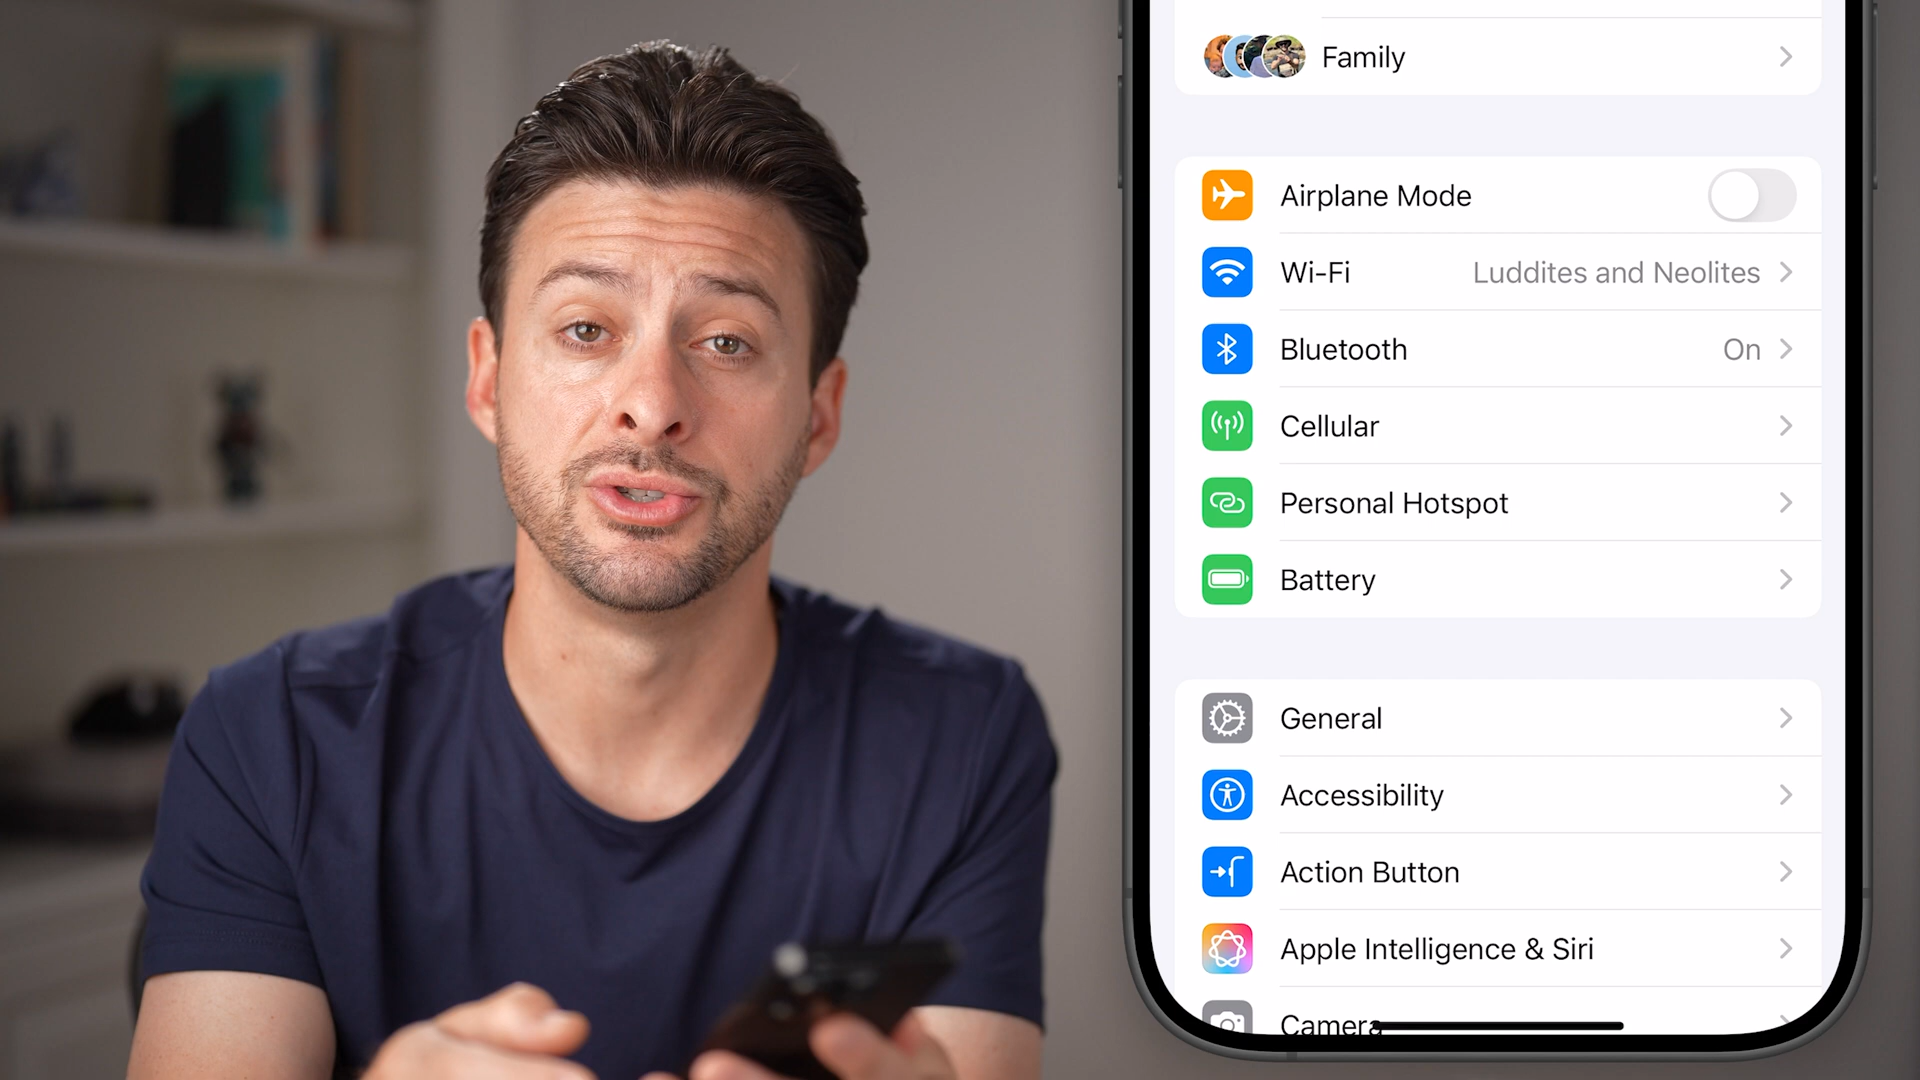 Family
Airplane Mode
Wi-Fi Luddites and Neolites
Bluetooth On
Cellular
Personal Hotspot
Battery
General
Accessibility
Action Button
Apple Intelligence & Siri
Camera